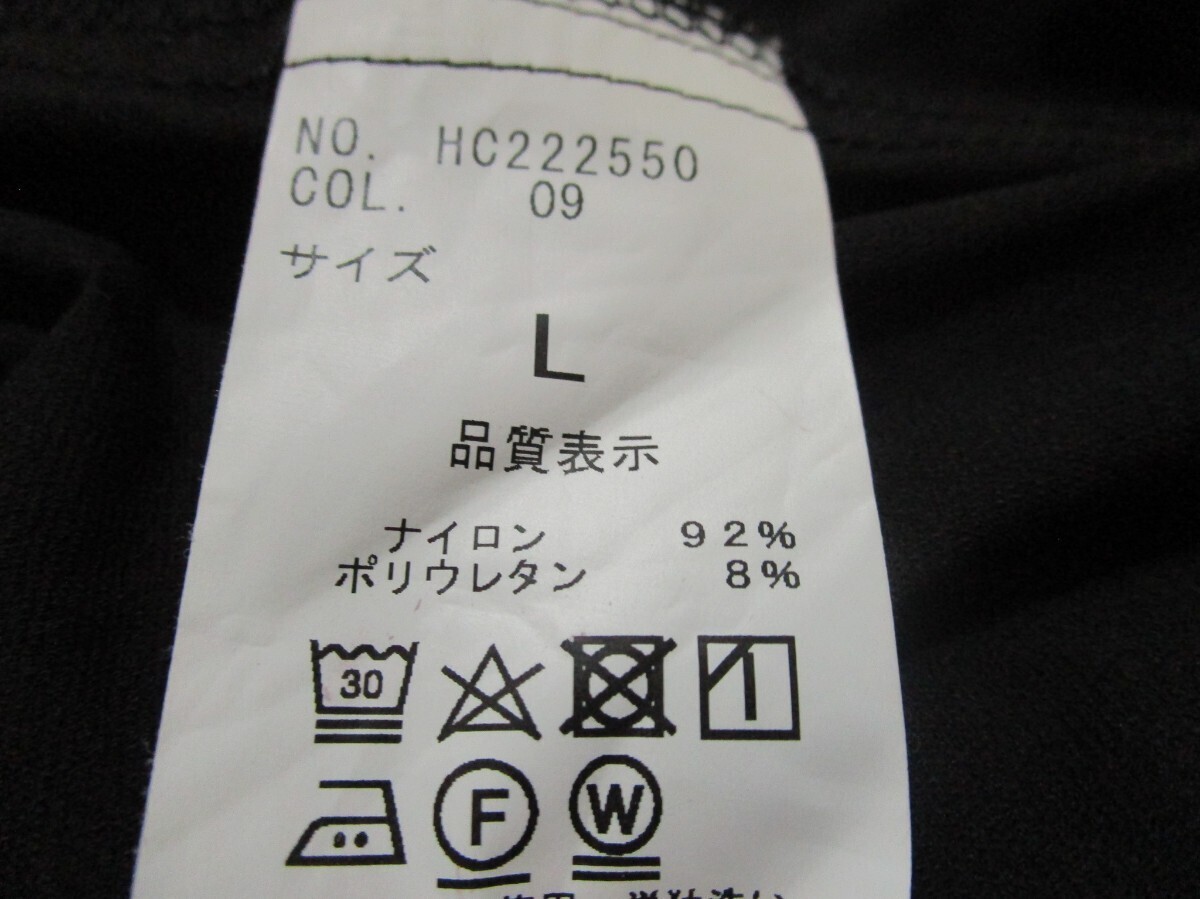 NO. HC222550
COL. 09
サイズ
L
品質表示
ナイロン 92%
ポリウレタン 8%
30
F W